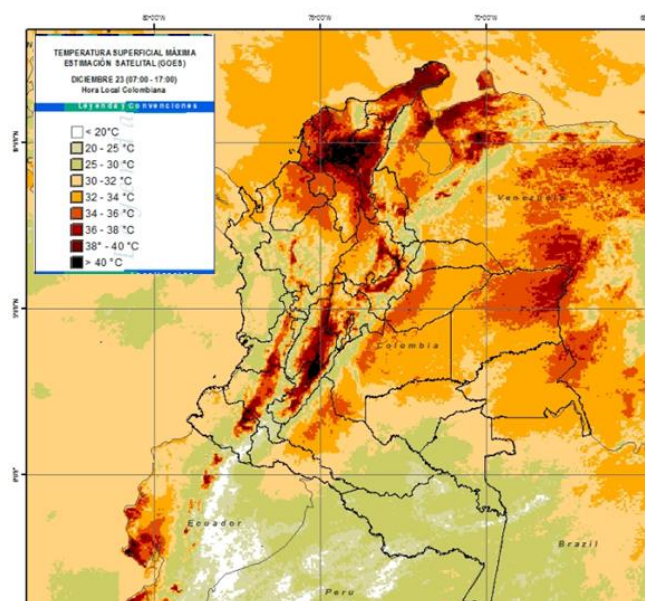 TEMPERATURA SUPERFICIAL MÁXIMA
ESTIMACIÓN SATELITAL (GOES)
DICIEMBRE 23 (07:00 - 17:00)
Hora Local Colombiana
Leyenda y Convenciones
< 20°C
20 - 25 °C
25 - 30 °C
30 -32 °C
32 - 34 °C
34 - 36 °C
36 - 38 °C
38° - 40 °C
> 40 °C
Venezuela
Colombia
Ecuador
Brazil
Peru